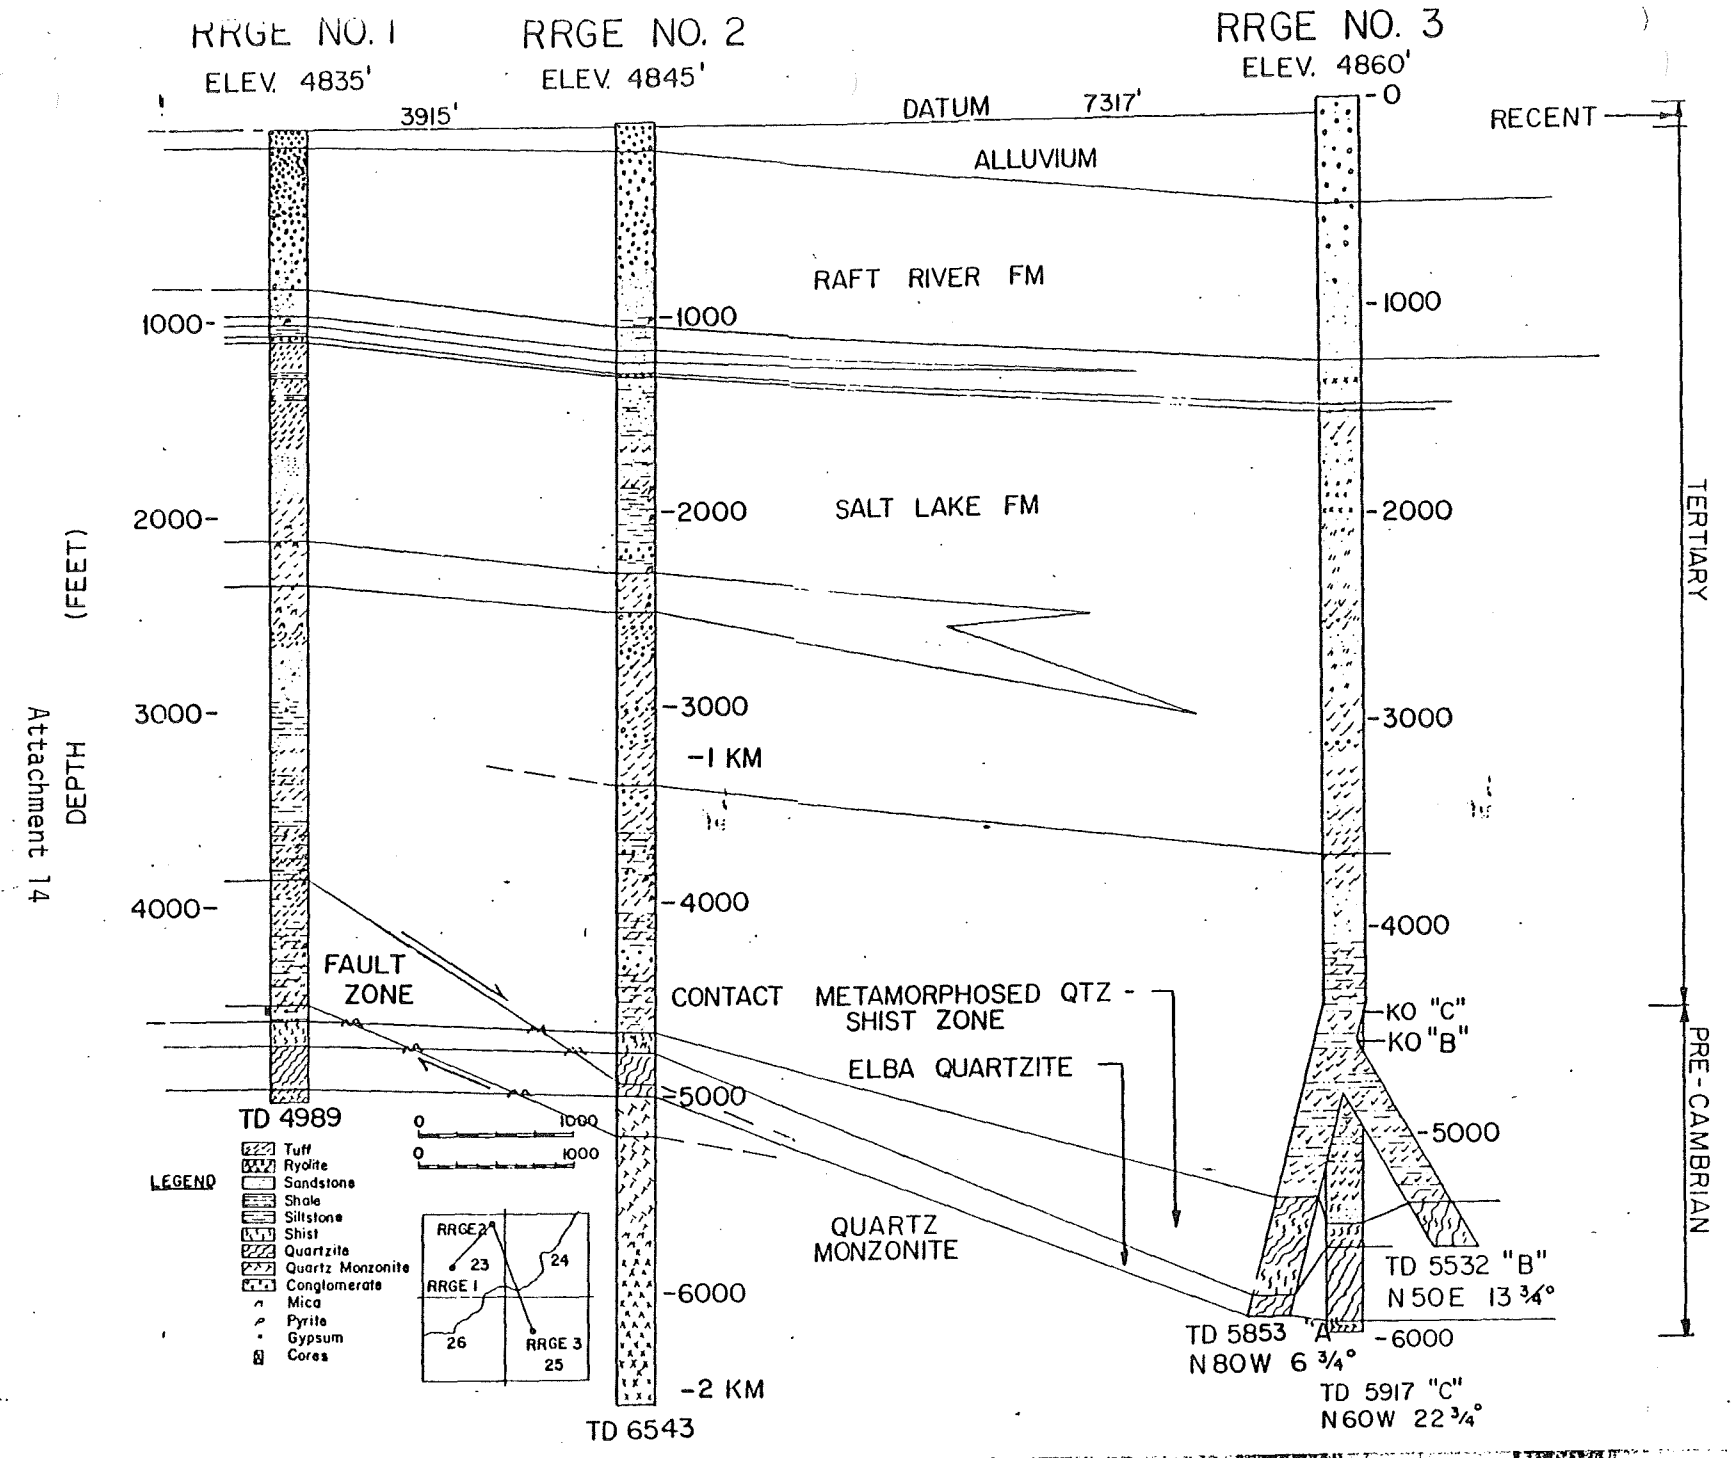 RRGE NO. 1
ELEV. 4835'
RRGE NO. 2
ELEV. 4845'
RRGE NO. 3
ELEV. 4860'
3915'
DATUM 7317'
-0
RECENT
ALLUVIUM
RAFT RIVER FM
1000-
-1000
-1000
SALT LAKE FM
2000-
-2000
-2000
TERTIARY
DEPTH (FEET)
Attachment 14
3000-
-3000
-3000
-1 KM
4000-
-4000
-4000
FAULT
ZONE
CONTACT METAMORPHOSED QTZ -
SHIST ZONE
KO "C"
KO "B"
ELBA QUARTZITE
PRE-CAMBRIAN
-5000
-5000
TD 4989
0 1000
0 1000
LEGEND
Tuff
Ryolite
Sandstone
Shale
Siltstone
Shist
Quartzite
Quartz Monzonite
Conglomerate
Mica
Pyrite
Gypsum
Cores
RRGE2
23
24
RRGE 1
26
RRGE 3
25
QUARTZ
MONZONITE
-6000
-6000
-2 KM
TD 6543
TD 5532 "B"
N 50 E 13 3/4°
TD 5853 "A"
N 80 W 6 3/4°
TD 5917 "C"
N 60 W 22 3/4°